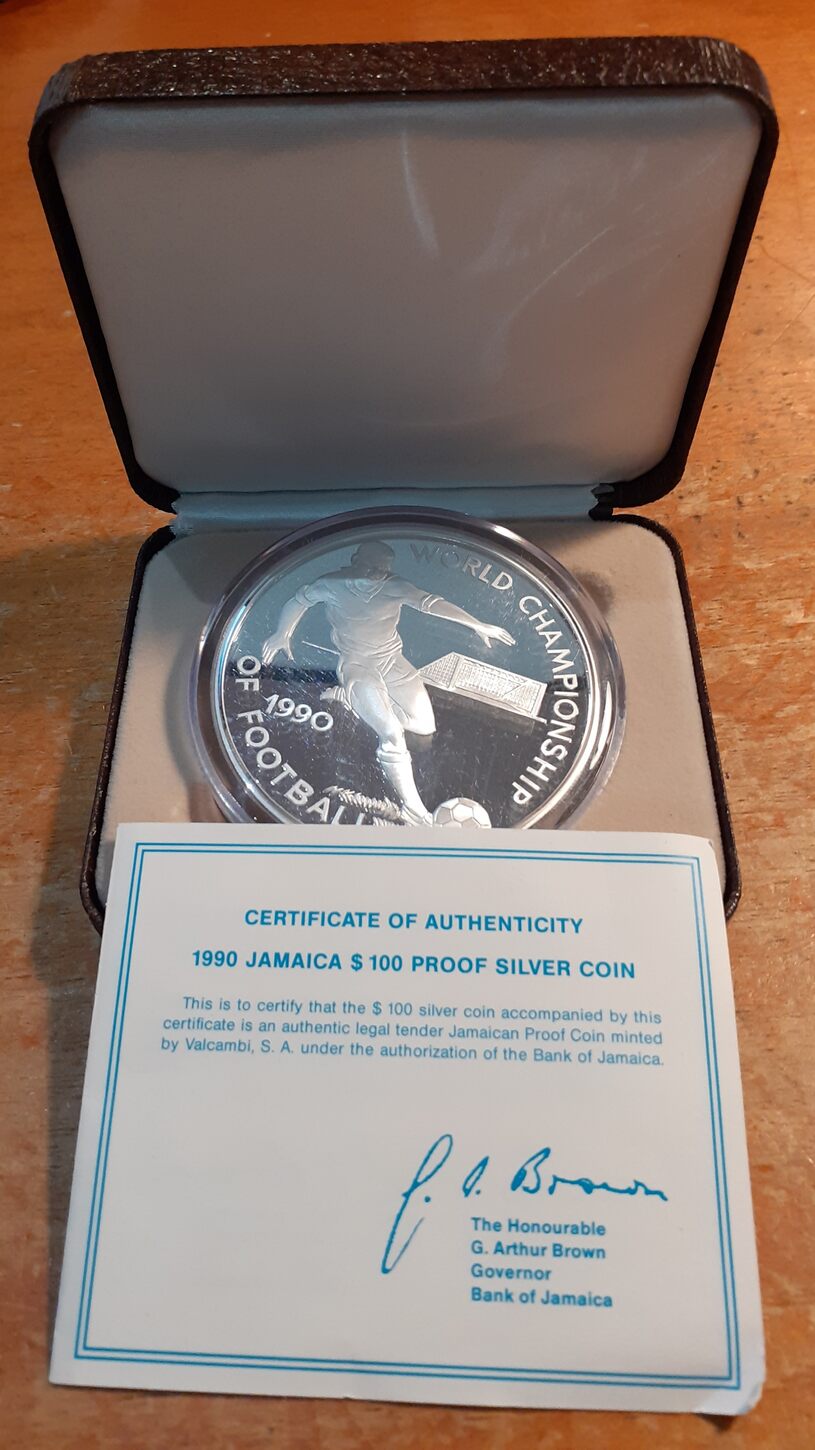 WORLD CHAMPIONSHIP
OF FOOTBALL
1990
CERTIFICATE OF AUTHENTICITY
1990 JAMAICA $ 100 PROOF SILVER COIN
This is to certify that the $ 100 silver coin accompanied by this
certificate is an authentic legal tender Jamaican Proof Coin minted
by Valcambi, S. A. under the authorization of the Bank of Jamaica.
G. A. Brown
The Honourable
G. Arthur Brown
Governor
Bank of Jamaica